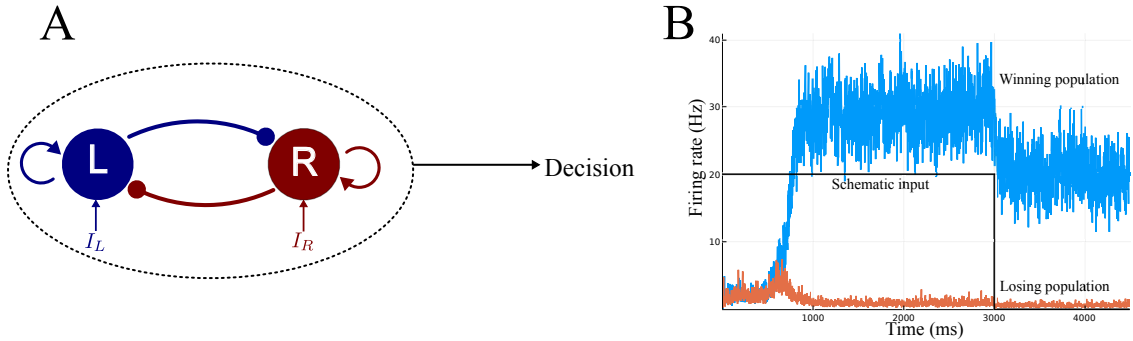 A
L
R
I_L
I_R
Decision
B
Firing rate (Hz)
40
30
20
10
Winning population
Schematic input
Losing population
1000
2000
3000
4000
Time (ms)